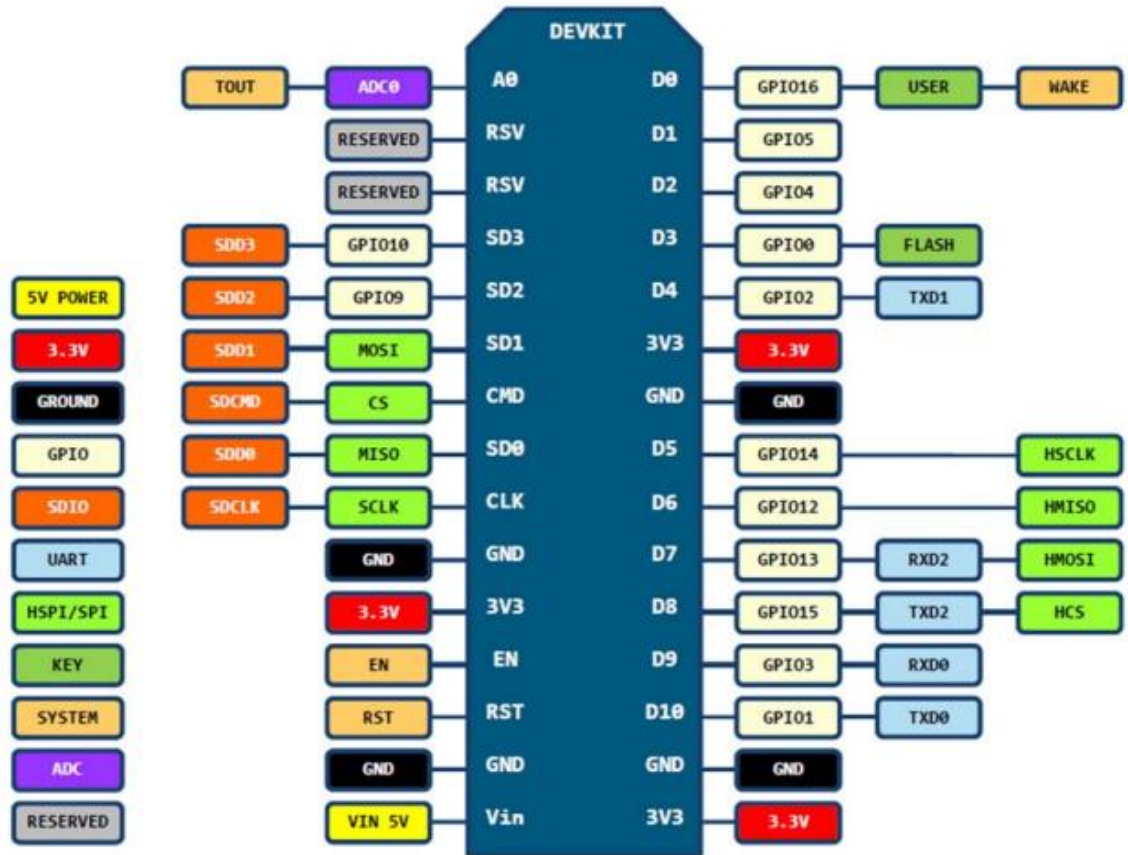 DEVKIT
TOUT ADC0 A0 D0 GPIO16 USER WAKE
RESERVED RSV D1 GPIO5
RESERVED RSV D2 GPIO4
SDD3 GPIO10 SD3 D3 GPIO0 FLASH
5V POWER SDD2 GPIO9 SD2 D4 GPIO2 TXD1
3.3V SDD1 MOSI SD1 3V3 3.3V
GROUND SDCMD CS CMD GND GND
GPIO SDD0 MISO SD0 D5 GPIO14 HSCLK
SDIO SDCLK SCLK CLK D6 GPIO12 HMISO
UART GND GND D7 GPIO13 RXD2 HMOSI
HSPI/SPI 3.3V 3V3 D8 GPIO15 TXD2 HCS
KEY EN EN D9 GPIO3 RXD0
SYSTEM RST RST D10 GPIO1 TXD0
ADC GND GND GND GND
RESERVED VIN 5V Vin 3V3 3.3V